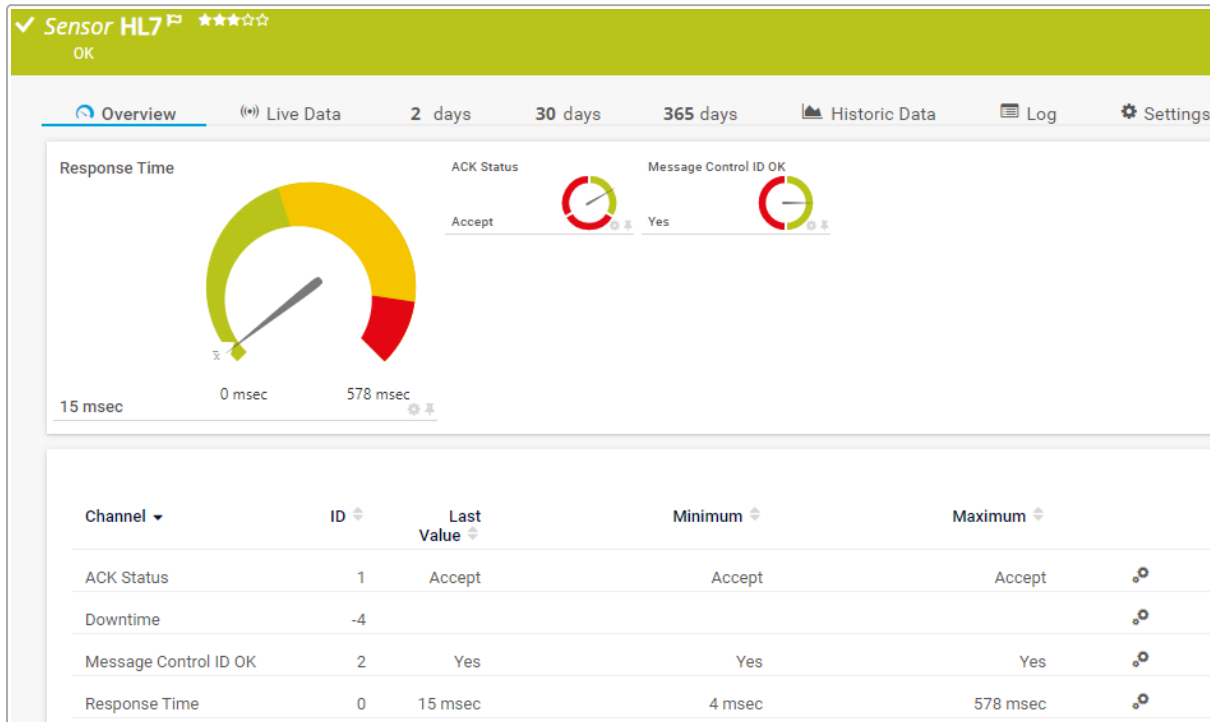 Sensor HL7
OK
Overview Live Data 2 days 30 days 365 days Historic Data Log Settings
Response Time
ACK Status
Message Control ID OK
Accept
Yes
x̄
0 msec 578 msec
15 msec
Channel ID Last Value Minimum Maximum
ACK Status 1 Accept Accept Accept
Downtime -4
Message Control ID OK 2 Yes Yes Yes
Response Time 0 15 msec 4 msec 578 msec